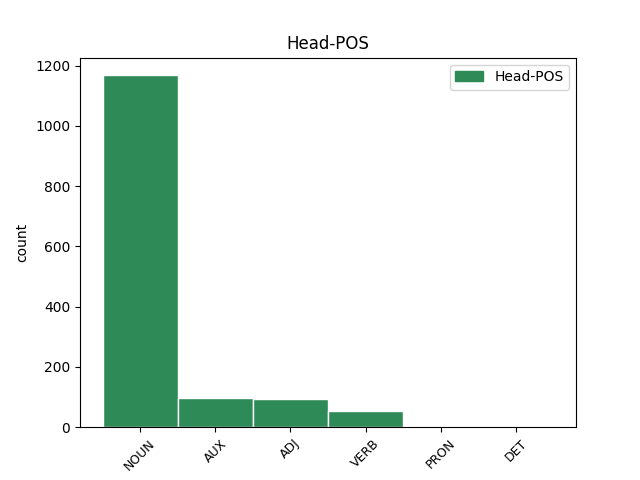 Head-POS
Head-POS
1200
1000
800
600
400
200
0
count
NOUN
AUX
ADJ
VERB
PRON
DET